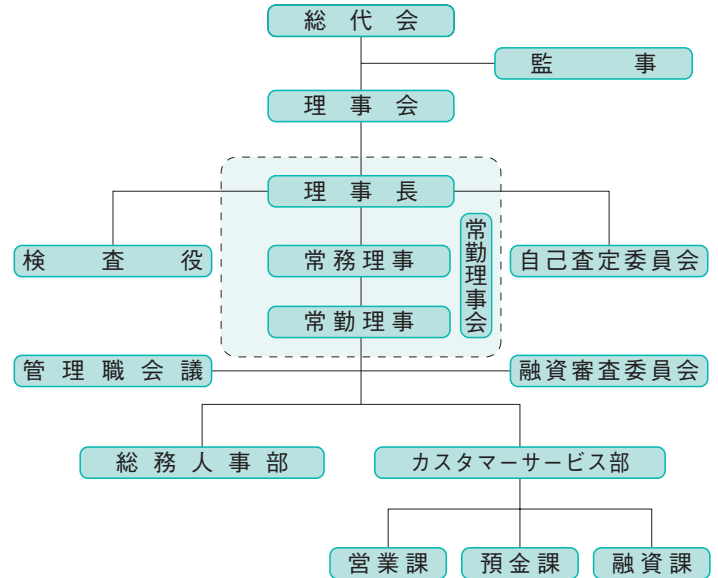 総代会
監事
理事会
理事長
常勤理事会
検査役
常務理事
自己査定委員会
常勤理事
管理職会議
融資審査委員会
総務人事部
カスタマーサービス部
営業課
預金課
融資課